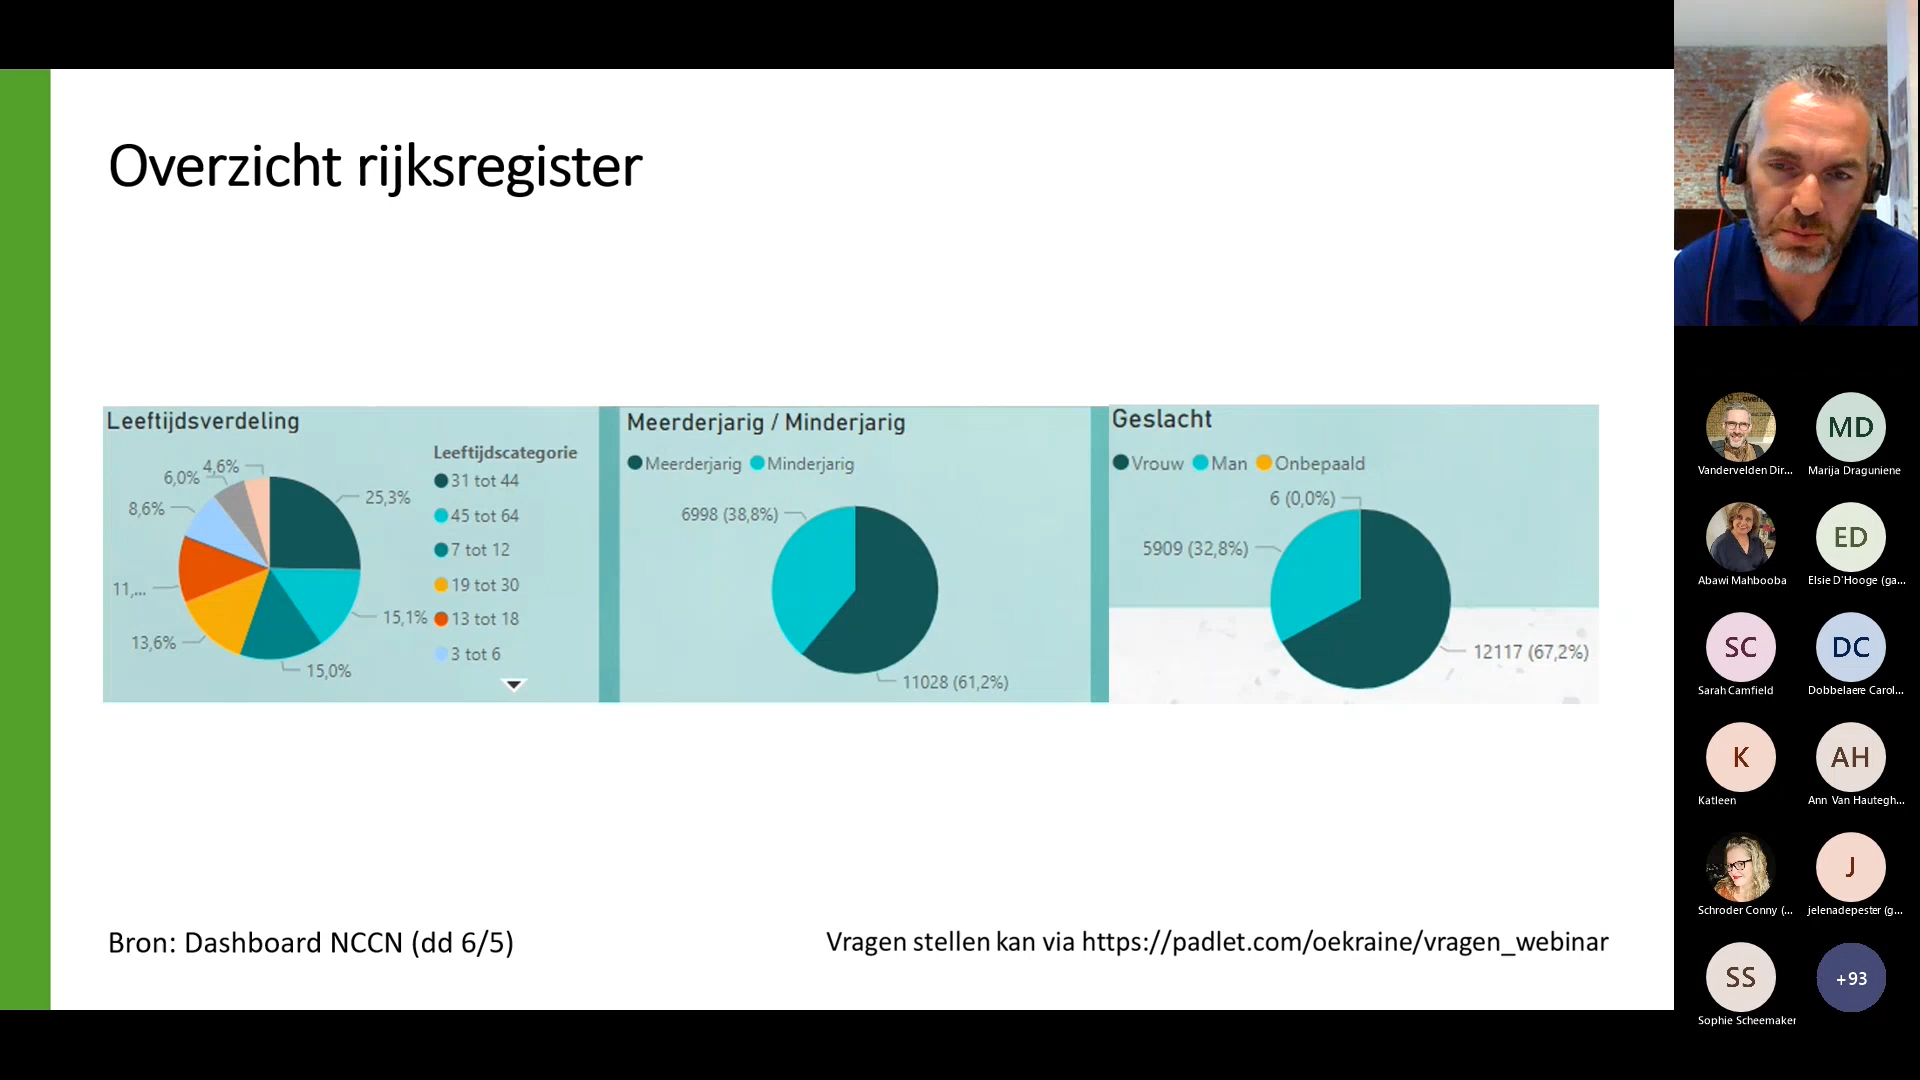 Overzicht rijksregister
Leeftijdsverdeling
Leeftijdscategorie
31 tot 44
45 tot 64
7 tot 12
19 tot 30
13 tot 18
3 tot 6
4,6%
6,0%
8,6%
11,...
13,6%
15,0%
15,1%
25,3%
Meerderjarig / Minderjarig
Meerderjarig Minderjarig
6998 (38,8%)
11028 (61,2%)
Geslacht
Vrouw Man Onbepaald
6 (0,0%)
5909 (32,8%)
12117 (67,2%)
Bron: Dashboard NCCN (dd 6/5)
Vragen stellen kan via https://padlet.com/oekraine/vragen_webinar
MD
Vandervelden Dir... Marija Draguniene
ED
Abawi Mahbooba Elsie D'Hooge (ga...
SC DC
Sarah Camfield Dobbelaere Carol...
K AH
Katleen Ann Van Hautegh...
J
Schroder Conny (... jelenadepester (g...
SS +93
Sophie Scheemaker